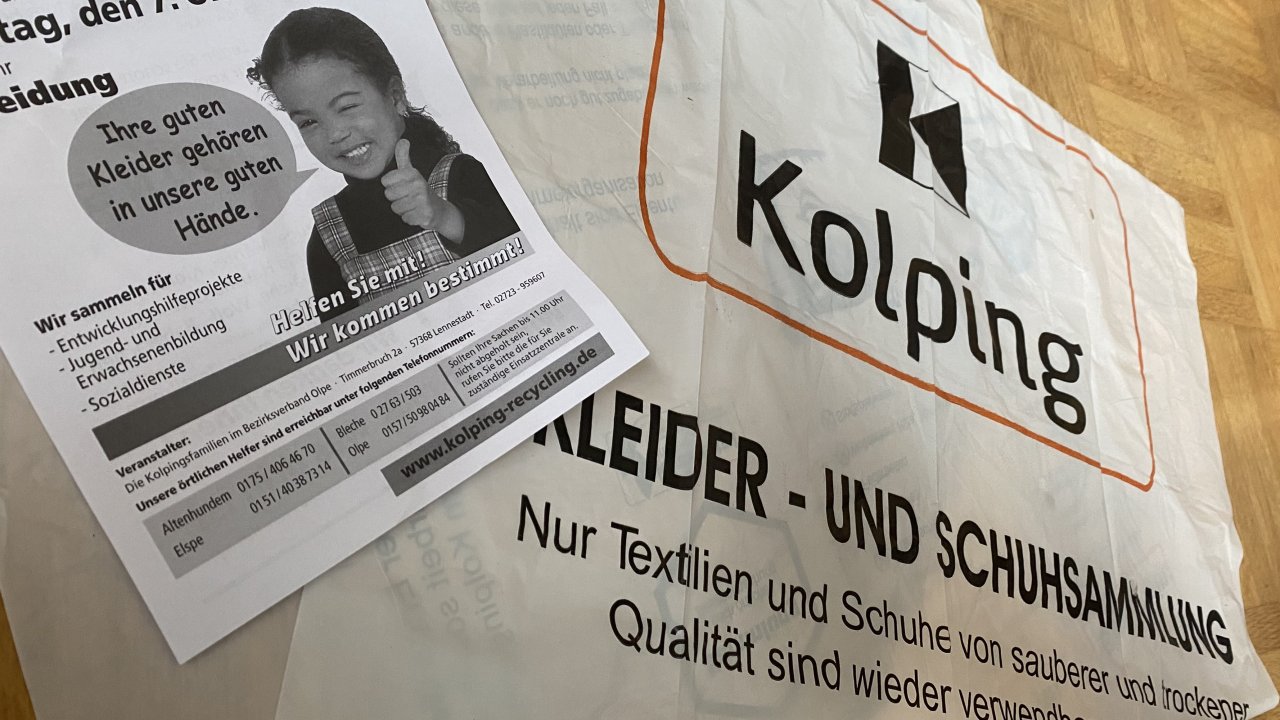 tag, den 7.
eidung
Ihre guten
Kleider gehören
in unsere guten
Hände.
Wir sammeln für
- Entwicklungshilfeprojekte
- Jugend- und
Erwachsenenbildung
- Sozialdienste
Helfen Sie mit!
Wir kommen bestimmt!
Veranstalter:
Die Kolpingsfamilien im Bezirksverband Olpe · Timmerbruch 2a · 57368 Lennestadt · Tel. 02723 - 959607
Unsere örtlichen Helfer sind erreichbar unter folgenden Telefonnummern:
Altenhundem 0175 / 406 46 70
Elspe 01 51 / 40 38 73 14
Bleche 0 27 63 / 503
Olpe 0157 / 50 98 04 84
Sollten Ihre Sachen bis 11.00 Uhr
nicht abgeholt sein,
rufen Sie bitte die für Sie
zuständige Einsatzzentrale an.
www.kolping-recycling.de
Kolping
KLEIDER - UND SCHUHSAMMLUNG
Nur Textilien und Schuhe von sauberer und trockener
Qualität sind wieder